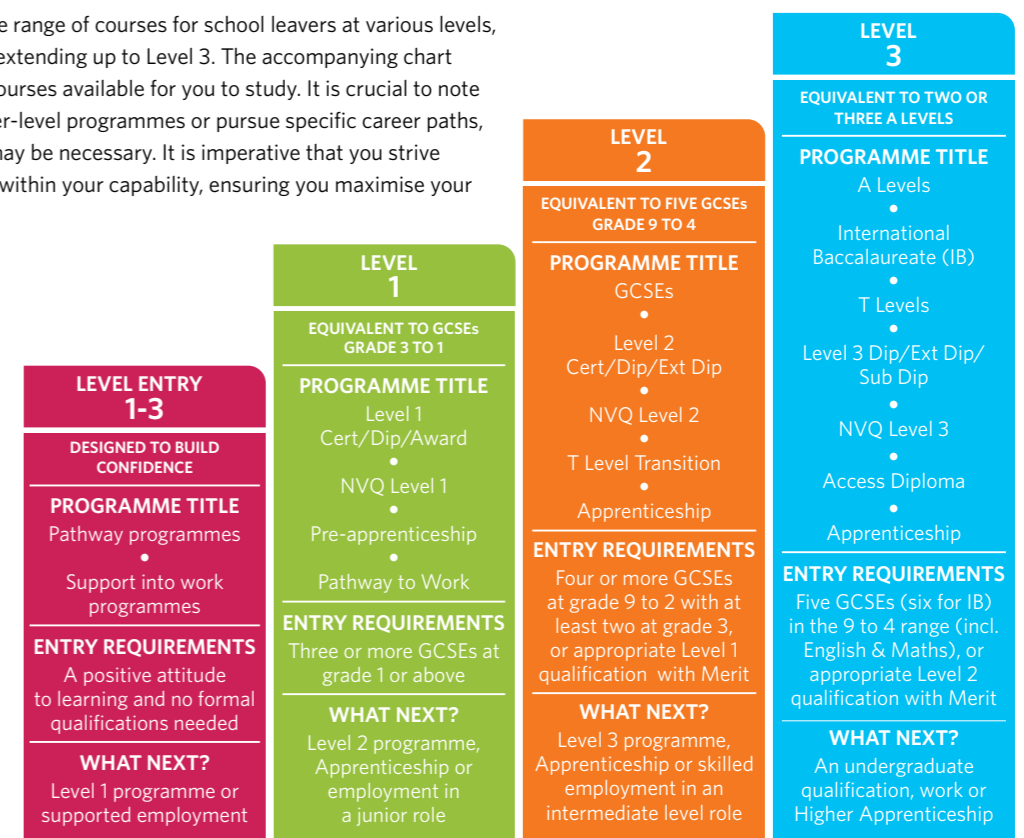 e range of courses for school leavers at various levels,
extending up to Level 3. The accompanying chart
ourses available for you to study. It is crucial to note
er-level programmes or pursue specific career paths,
may be necessary. It is imperative that you strive
within your capability, ensuring you maximise your
LEVEL ENTRY
1-3
DESIGNED TO BUILD
CONFIDENCE
PROGRAMME TITLE
Pathway programmes
•
Support into work
programmes
ENTRY REQUIREMENTS
A positive attitude
to learning and no formal
qualifications needed
WHAT NEXT?
Level 1 programme or
supported employment
LEVEL
1
EQUIVALENT TO GCSEs
GRADE 3 TO 1
PROGRAMME TITLE
Level 1
Cert/Dip/Award
•
NVQ Level 1
•
Pre-apprenticeship
•
Pathway to Work
ENTRY REQUIREMENTS
Three or more GCSEs at
grade 1 or above
WHAT NEXT?
Level 2 programme,
Apprenticeship or
employment in
a junior role
LEVEL
2
EQUIVALENT TO FIVE GCSEs
GRADE 9 TO 4
PROGRAMME TITLE
GCSEs
•
Level 2
Cert/Dip/Ext Dip
•
NVQ Level 2
•
T Level Transition
•
Apprenticeship
ENTRY REQUIREMENTS
Four or more GCSEs
at grade 9 to 2 with at
least two at grade 3,
or appropriate Level 1
qualification with Merit
WHAT NEXT?
Level 3 programme,
Apprenticeship or skilled
employment in an
intermediate level role
LEVEL
3
EQUIVALENT TO TWO OR
THREE A LEVELS
PROGRAMME TITLE
A Levels
•
International
Baccalaureate (IB)
•
T Levels
•
Level 3 Dip/Ext Dip/
Sub Dip
•
NVQ Level 3
•
Access Diploma
•
Apprenticeship
ENTRY REQUIREMENTS
Five GCSEs (six for IB)
in the 9 to 4 range (incl.
English & Maths), or
appropriate Level 2
qualification with Merit
WHAT NEXT?
An undergraduate
qualification, work or
Higher Apprenticeship